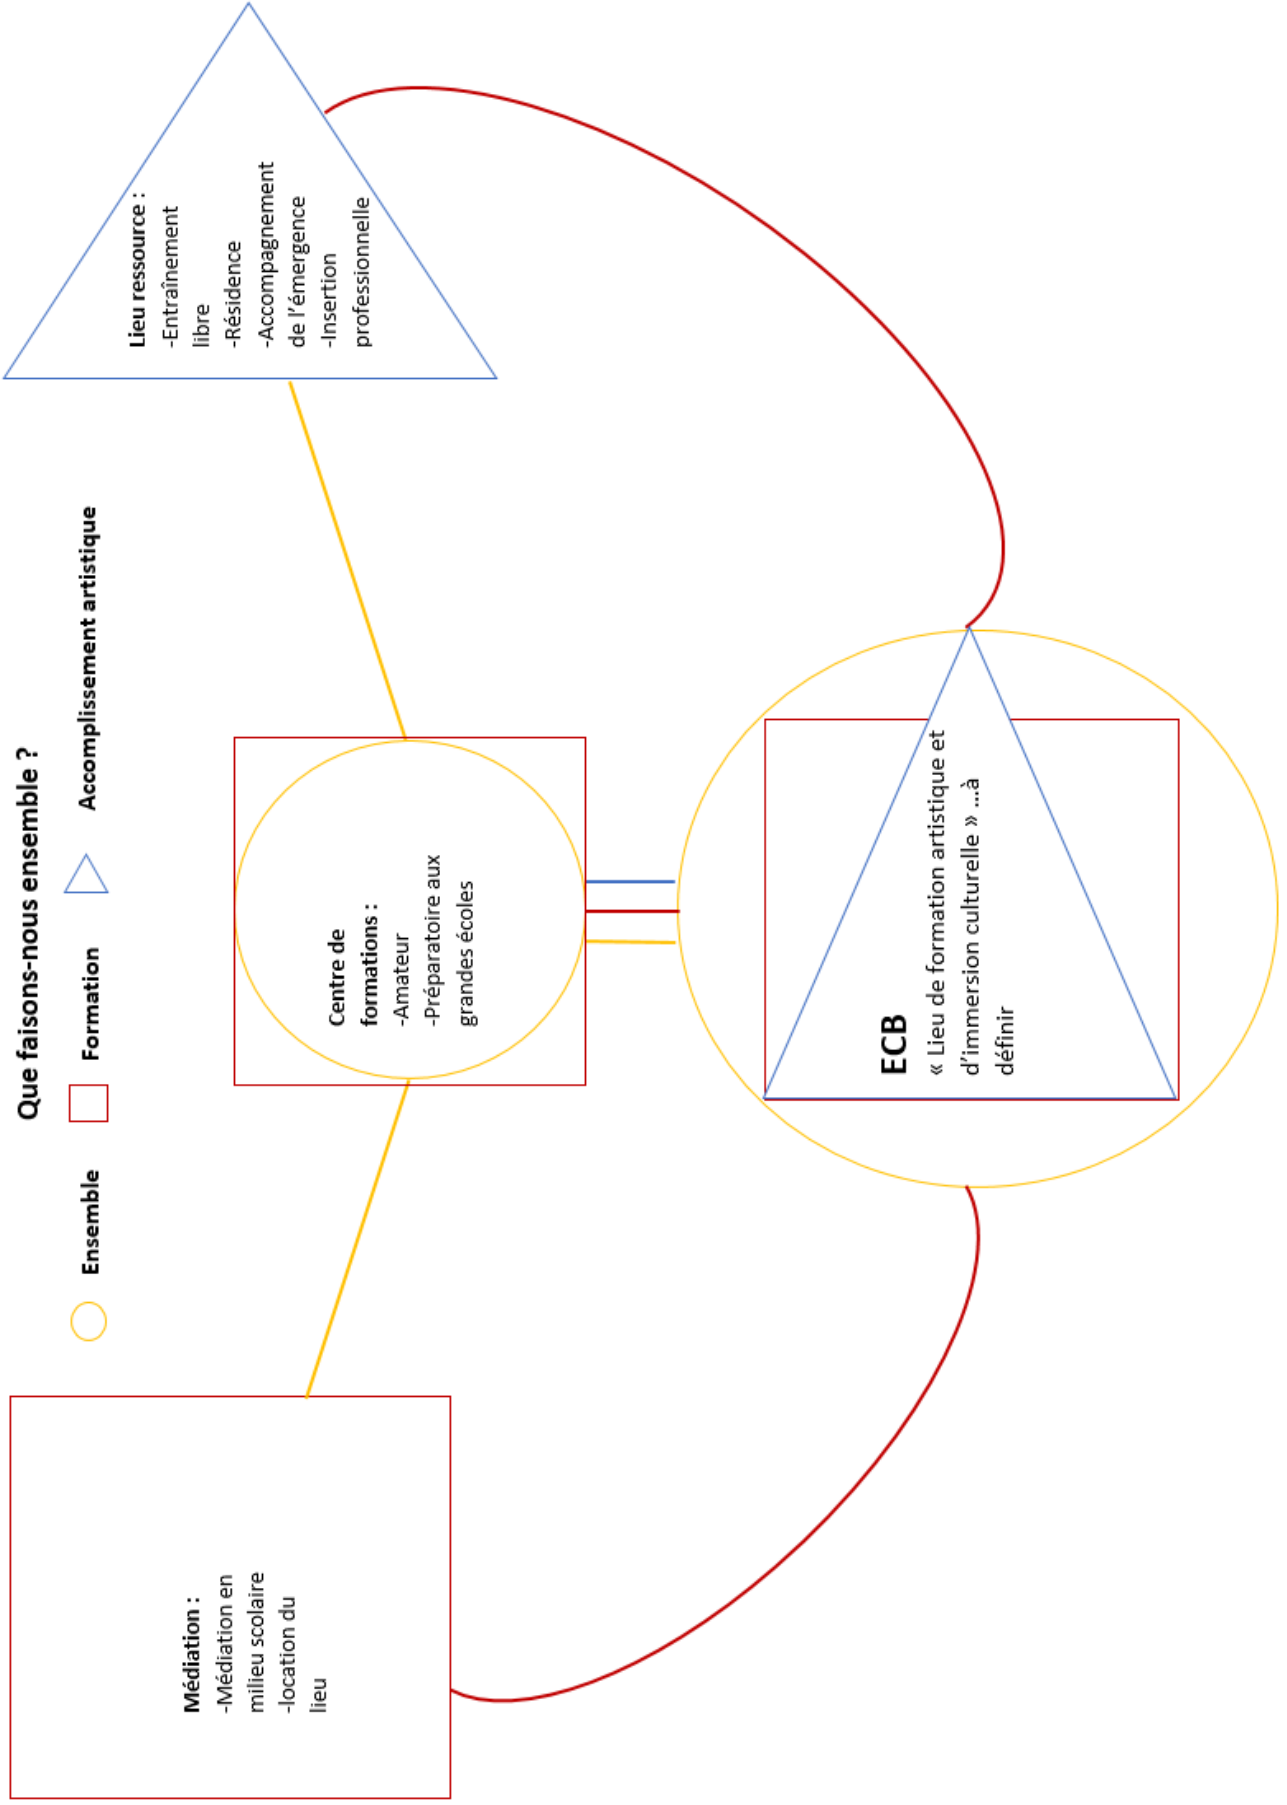 Que faisons-nous ensemble ?
Ensemble
Formation
Accomplissement artistique
Médiation :
-Médiation en
milieu scolaire
-location du
lieu
Centre de
formations :
-Amateur
-Préparatoire aux
grandes écoles
Lieu ressource :
-Entraînement
libre
-Résidence
-Accompagnement
de l'émergence
-Insertion
professionnelle
ECB
« Lieu de formation artistique et
d'immersion culturelle » ...à
définir